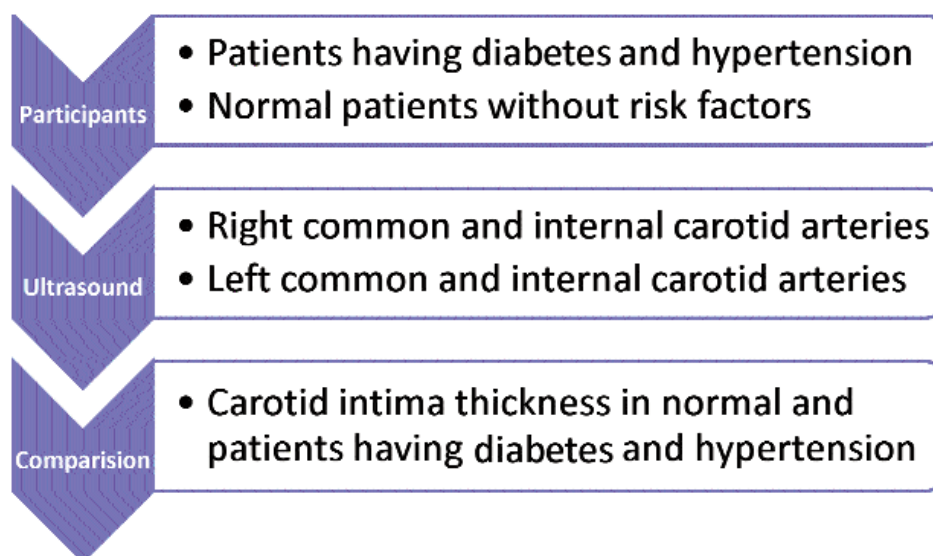 Participants
• Patients having diabetes and hypertension
• Normal patients without risk factors
Ultrasound
• Right common and internal carotid arteries
• Left common and internal carotid arteries
Comparision
• Carotid intima thickness in normal and
patients having diabetes and hypertension